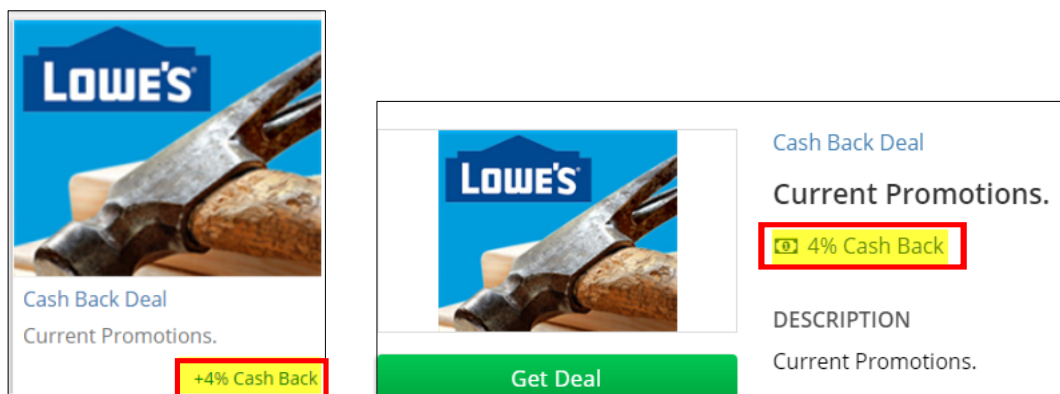 LOWE'S
Cash Back Deal
Current Promotions.
+4% Cash Back
LOWE'S
Get Deal
Cash Back Deal
Current Promotions.
4% Cash Back
DESCRIPTION
Current Promotions.